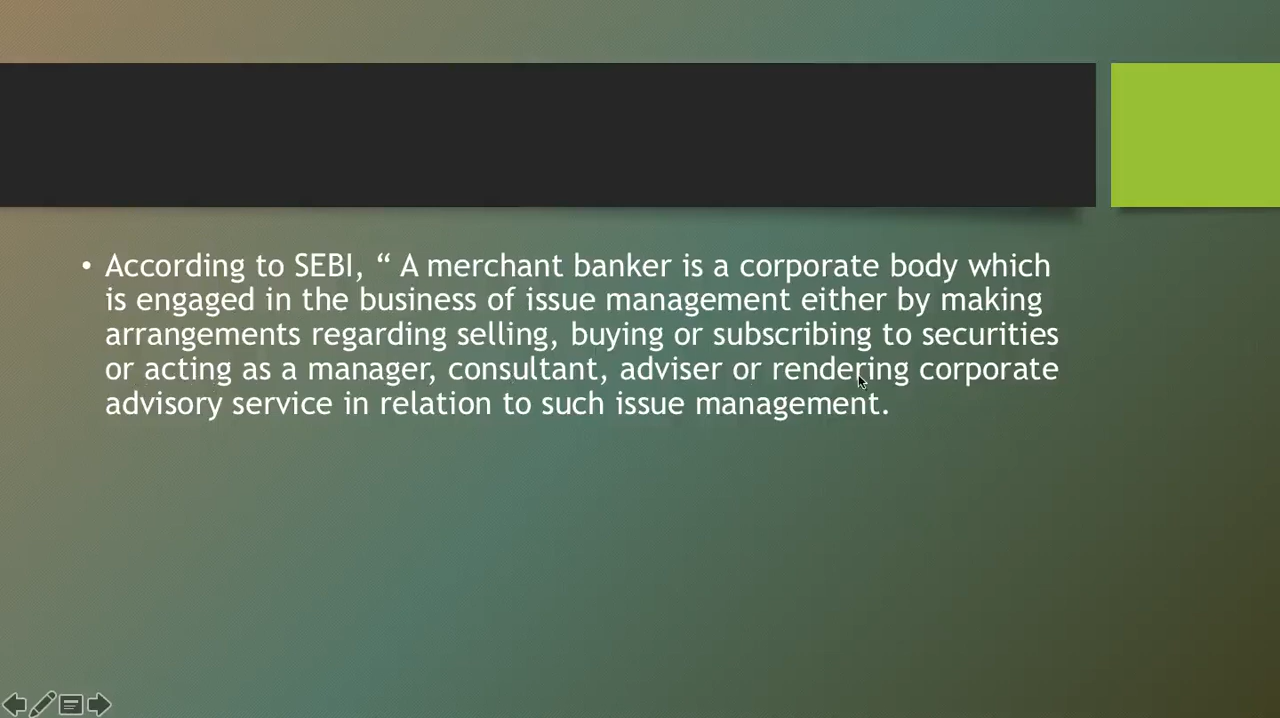 • According to SEBI, “ A merchant banker is a corporate body which
is engaged in the business of issue management either by making
arrangements regarding selling, buying or subscribing to securities
or acting as a manager, consultant, adviser or rendering corporate
advisory service in relation to such issue management.